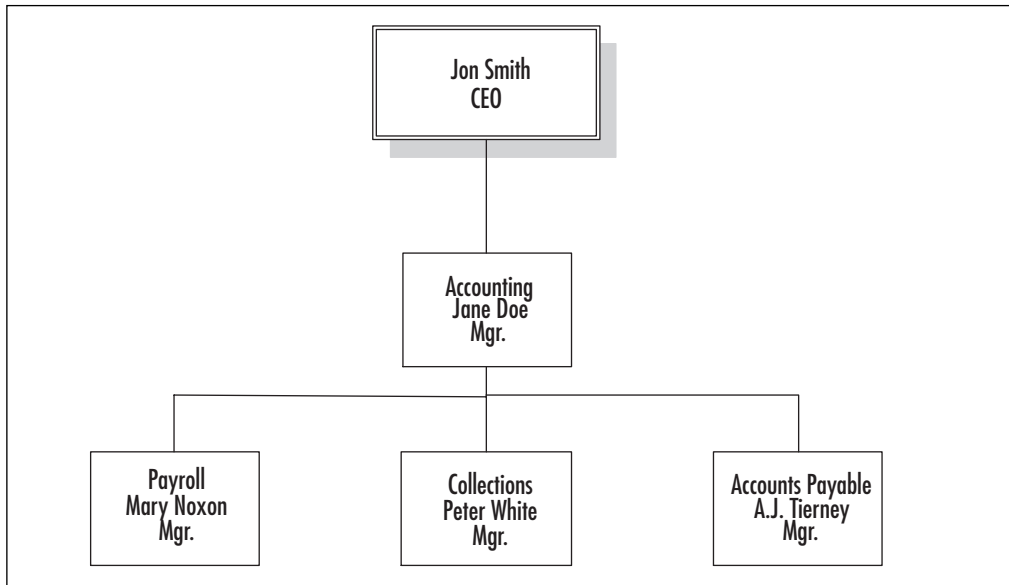 Jon Smith
CEO
Accounting
Jane Doe
Mgr.
Payroll
Mary Noxon
Mgr.
Collections
Peter White
Mgr.
Accounts Payable
A.J. Tierney
Mgr.